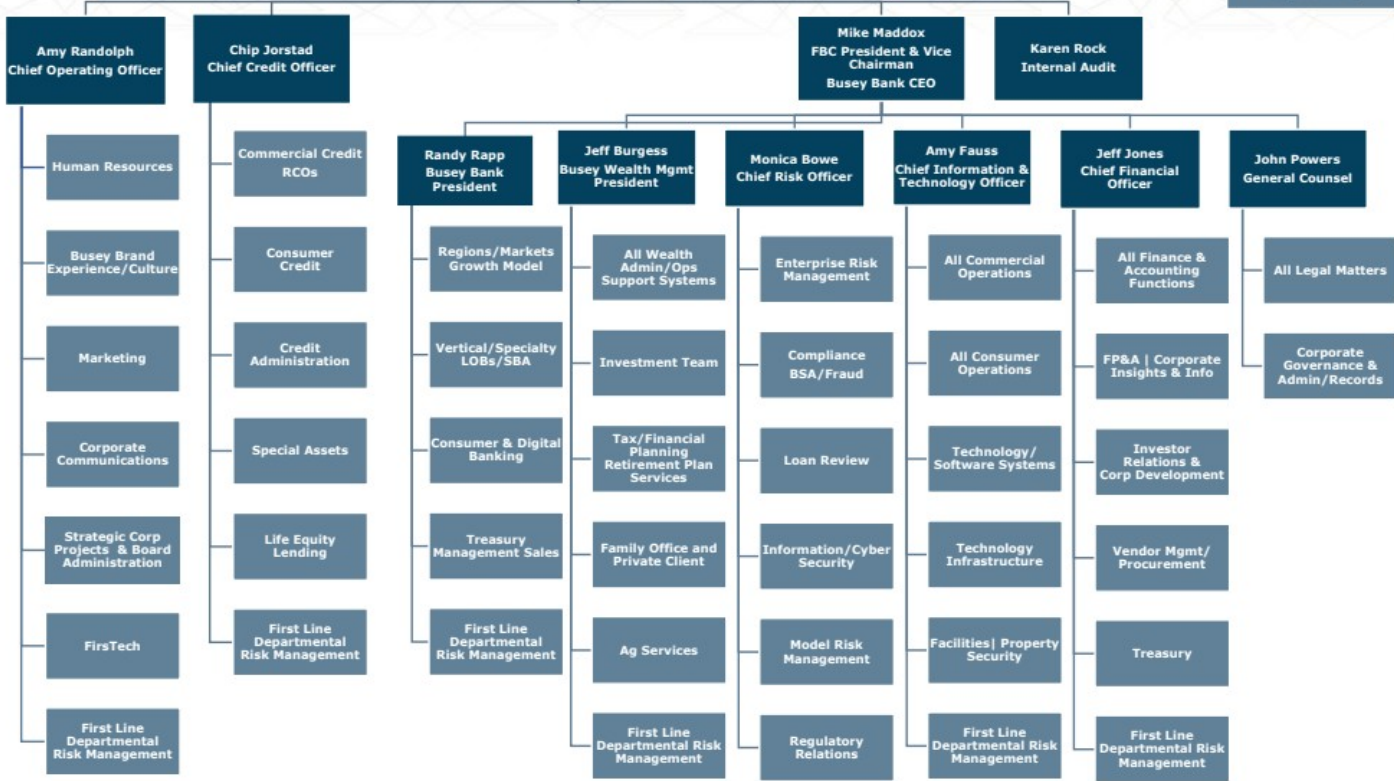 Amy Randolph
Chief Operating Officer
Chip Jorstad
Chief Credit Officer
Mike Maddox
FBC President & Vice
Chairman
Busey Bank CEO
Karen Rock
Internal Audit
Human Resources
Busey Brand
Experience/Culture
Marketing
Corporate
Communications
Strategic Corp
Projects & Board
Administration
FirsTech
First Line
Departmental
Risk Management
Commercial Credit
RCOs
Consumer
Credit
Credit
Administration
Special Assets
Life Equity
Lending
First Line
Departmental
Risk Management
Randy Rapp
Busey Bank
President
Regions/Markets
Growth Model
Vertical/Specialty
LOBs/SBA
Consumer & Digital
Banking
Treasury
Management Sales
First Line
Departmental
Risk Management
Jeff Burgess
Busey Wealth Mgmt
President
All Wealth
Admin/Ops
Support Systems
Investment Team
Tax/Financial
Planning
Retirement Plan
Services
Family Office and
Private Client
Ag Services
First Line
Departmental Risk
Management
Monica Bowe
Chief Risk Officer
Enterprise Risk
Management
Compliance
BSA/Fraud
Loan Review
Information/Cyber
Security
Model Risk
Management
Regulatory
Relations
Amy Fauss
Chief Information &
Technology Officer
All Commercial
Operations
All Consumer
Operations
Technology/
Software Systems
Technology
Infrastructure
Facilities| Property
Security
First Line
Departmental Risk
Management
Jeff Jones
Chief Financial
Officer
All Finance &
Accounting
Functions
FP&A | Corporate
Insights & Info
Investor
Relations &
Corp Development
Vendor Mgmt/
Procurement
Treasury
First Line
Departmental Risk
Management
John Powers
General Counsel
All Legal Matters
Corporate
Governance &
Admin/Records